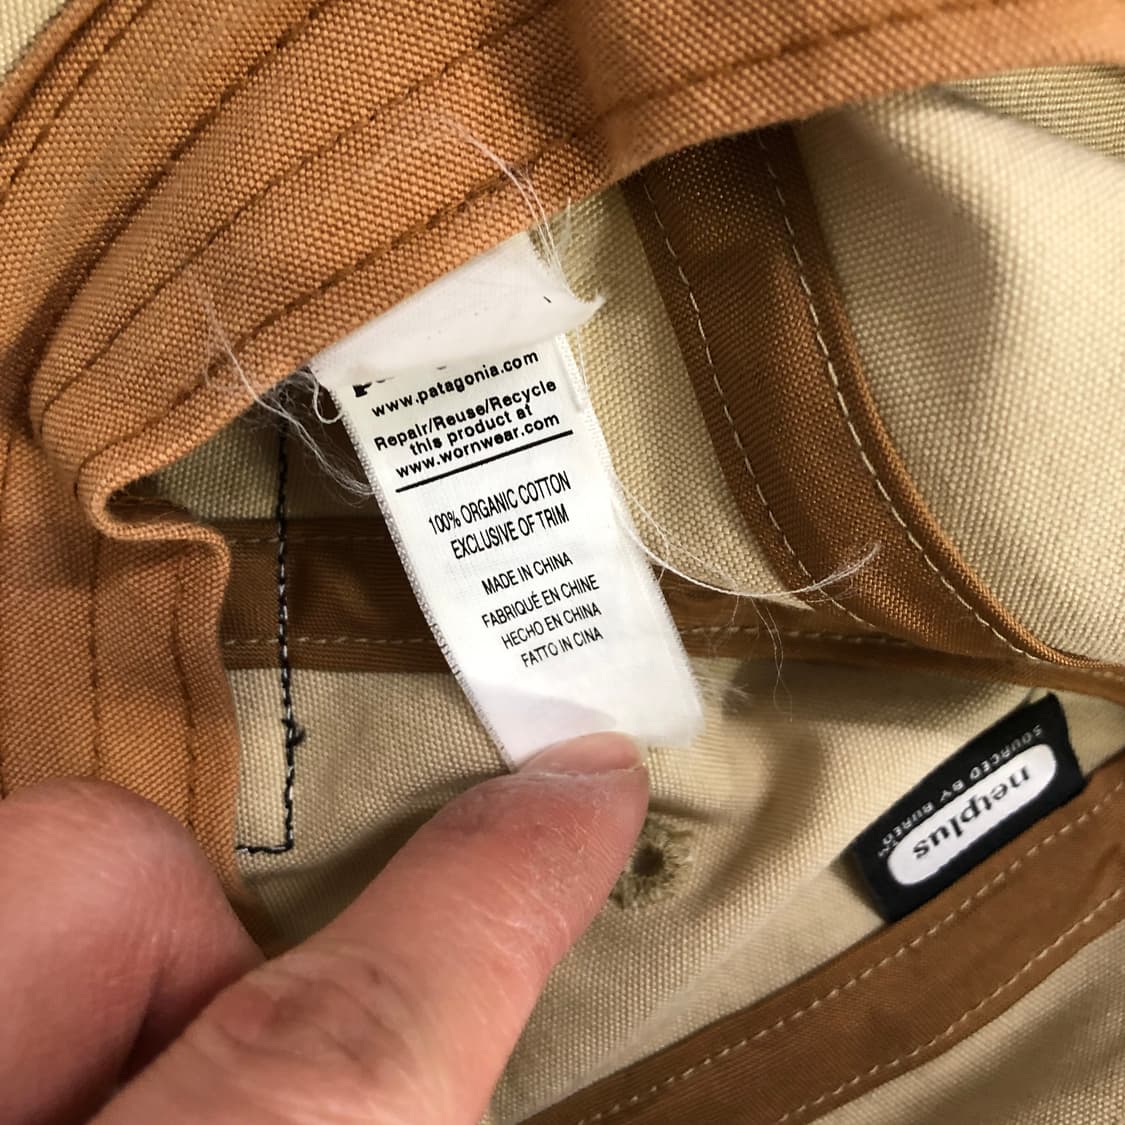 www.patagonia.com
Repair/Reuse/Recycle
this product at
www.wornwear.com
100% ORGANIC COTTON
EXCLUSIVE OF TRIM
MADE IN CHINA
FABRIQUÉ EN CHINE
HECHO EN CHINA
FATTO IN CINA
netplus
SOURCED BY BUREO™